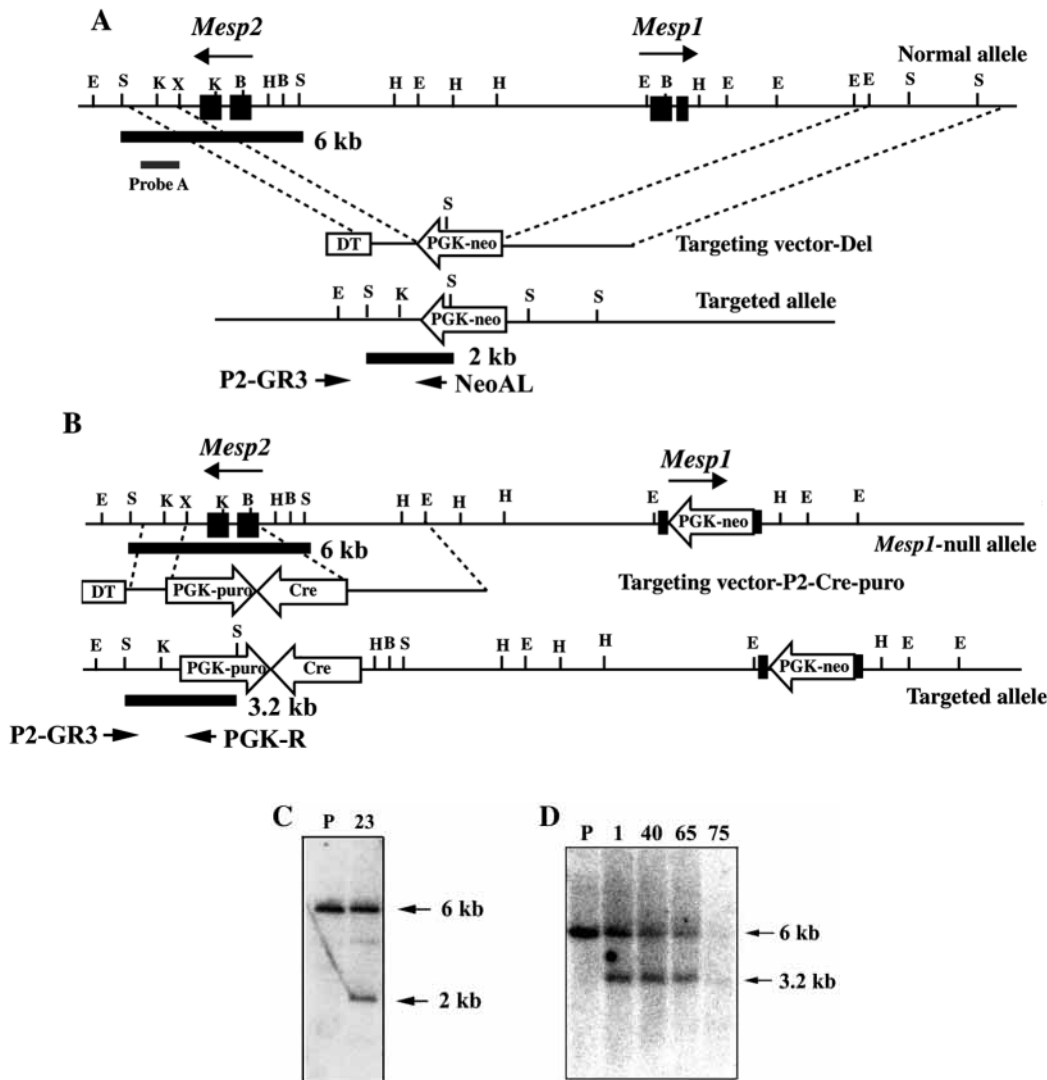 A
Mesp2 Mesp1
Normal allele
E S K X K B H B S H E H H E B H E E E E S S
6 kb
Probe A
S
DT PGK-neo Targeting vector-Del
E S K S S S Targeted allele
PGK-neo
2 kb
P2-GR3 NeoAL
B
Mesp2 Mesp1
E S K X K B H B S H E H H E H E E
PGK-neo
Mesp1-null allele
6 kb
DT PGK-puro Cre Targeting vector-P2-Cre-puro
E S K S H B S H E H H E H E E
PGK-puro Cre PGK-neo
Targeted allele
3.2 kb
P2-GR3 PGK-R
C D
P 23 P 1 40 65 75
6 kb 6 kb
2 kb 3.2 kb